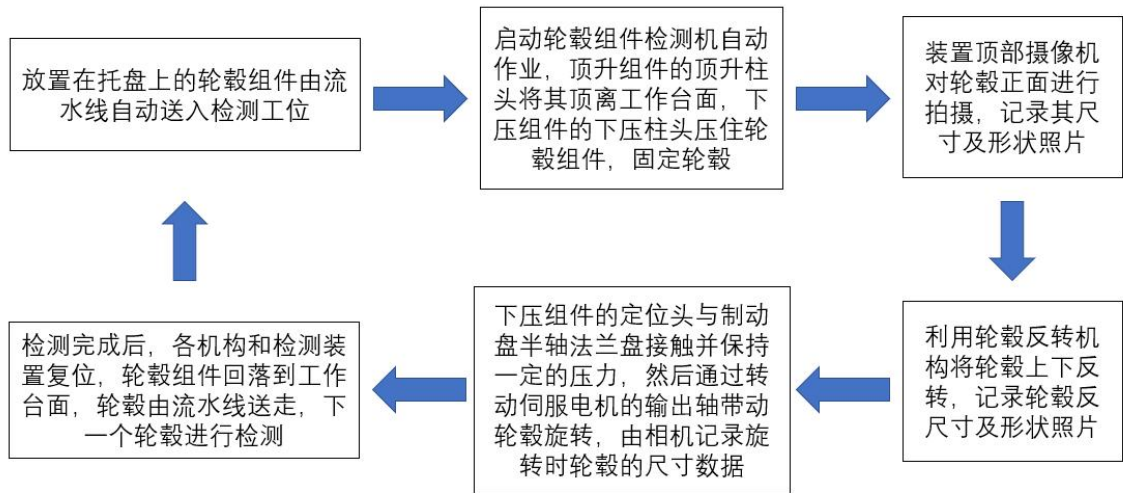 放置在托盘上的轮毂组件由流
水线自动送入检测工位
启动轮毂组件检测机自动
作业，顶升组件的顶升柱
头将其顶离工作台面，下
压组件的下压柱头压住轮
毂组件，固定轮毂
装置顶部摄像机
对轮毂正面进行
拍摄，记录其尺
寸及形状照片
利用轮毂反转机
构将轮毂上下反
转，记录轮毂反
尺寸及形状照片
下压组件的定位头与制动
盘半轴法兰盘接触并保持
一定的压力，然后通过转
动伺服电机的输出轴带动
轮毂旋转，由相机记录旋
转时轮毂的尺寸数据
检测完成后，各机构和检测装
置复位，轮毂组件回落到工作
台面，轮毂由流水线送走，下
一个轮毂进行检测